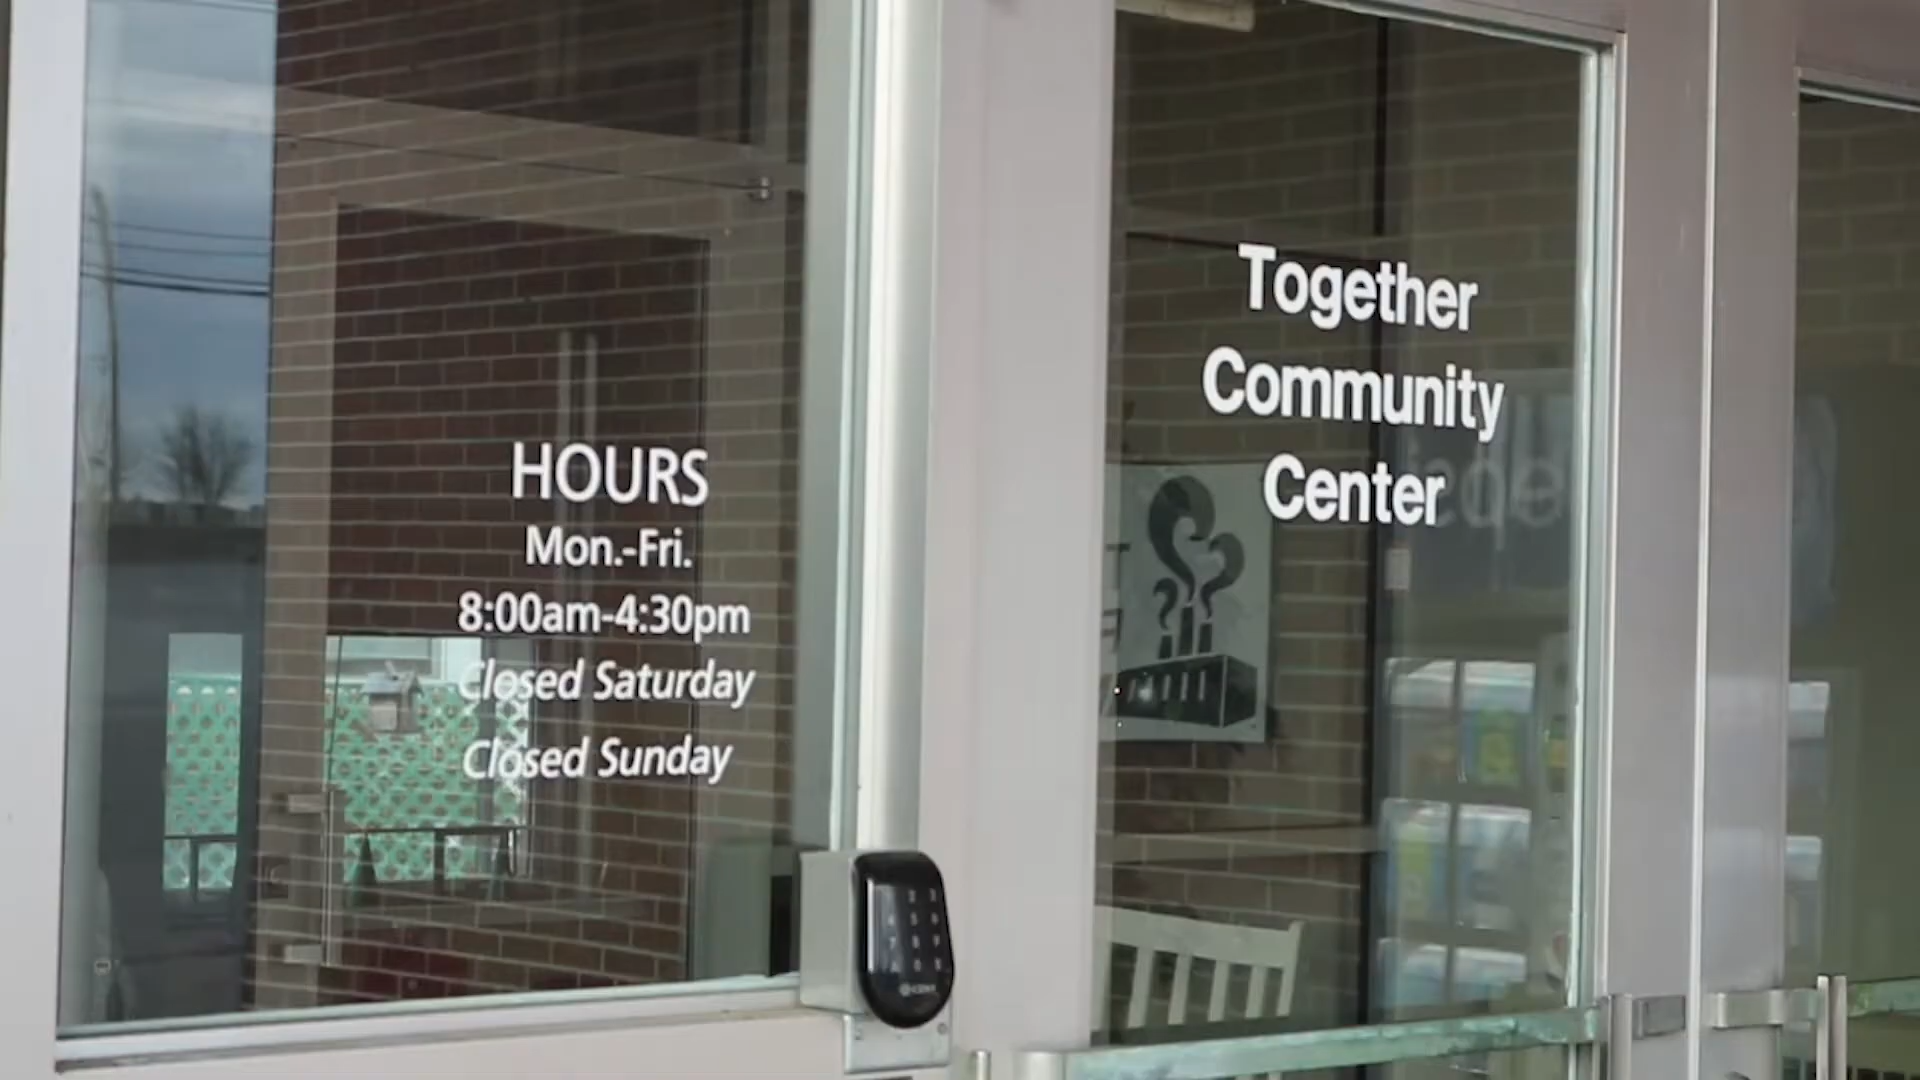 HOURS
Mon.-Fri.
8:00am-4:30pm
Closed Saturday
Closed Sunday
Together
Community
Center